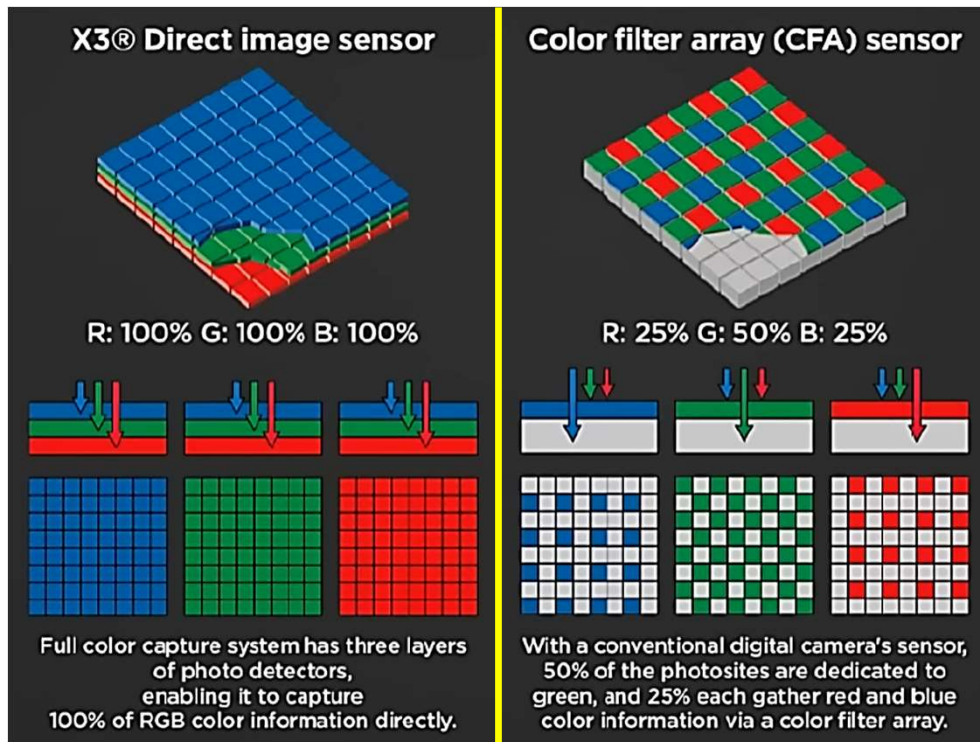 X3® Direct image sensor
R: 100% G: 100% B: 100%
Full color capture system has three layers
of photo detectors,
enabling it to capture
100% of RGB color information directly.
Color filter array (CFA) sensor
R: 25% G: 50% B: 25%
With a conventional digital camera's sensor,
50% of the photosites are dedicated to
green, and 25% each gather red and blue
color information via a color filter array.